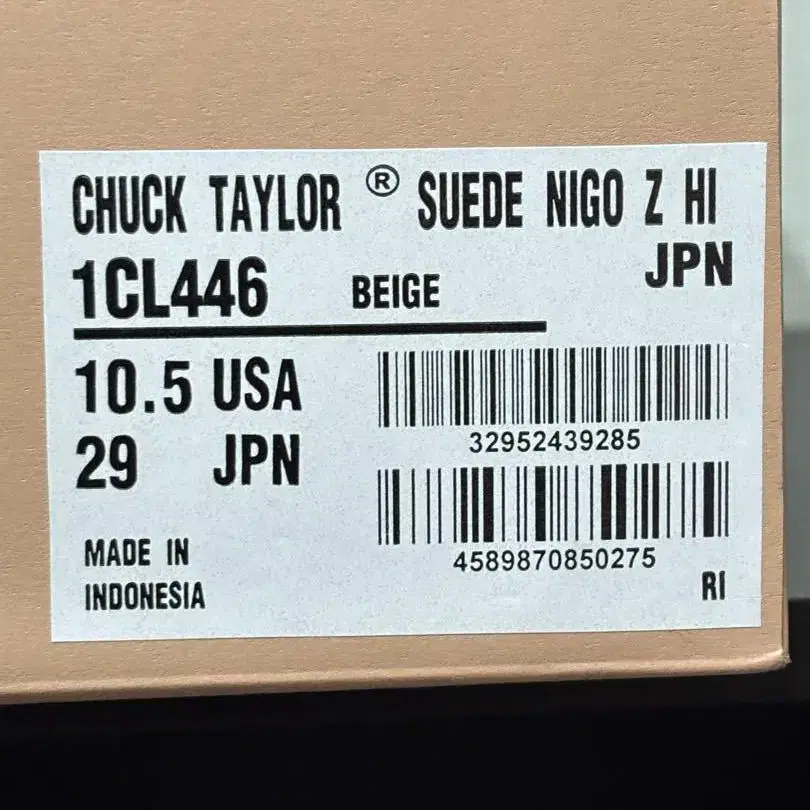 CHUCK TAYLOR ® SUEDE NIGO Z HI
JPN
1CL446 BEIGE
10.5 USA
29 JPN
32952439285
4589870850275
MADE IN
INDONESIA
RI